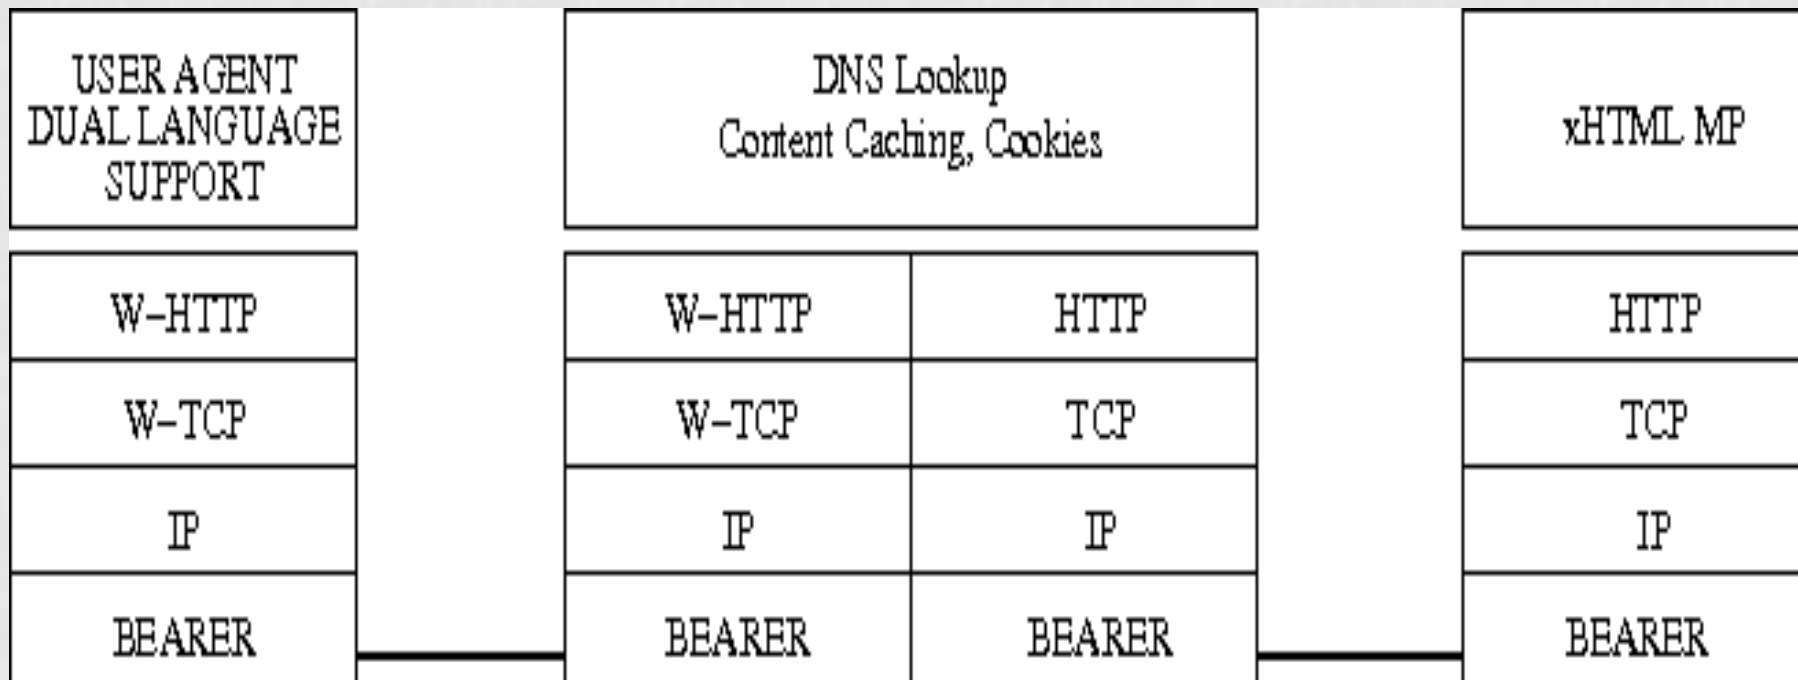 USER AGENT
DUAL LANGUAGE
SUPPORT
DNS Lookup
Content Caching, Cookies
xHTML MP
W–HTTP
W–HTTP
HTTP
HTTP
W–TCP
W–TCP
TCP
TCP
IP
IP
IP
IP
BEARER
BEARER
BEARER
BEARER